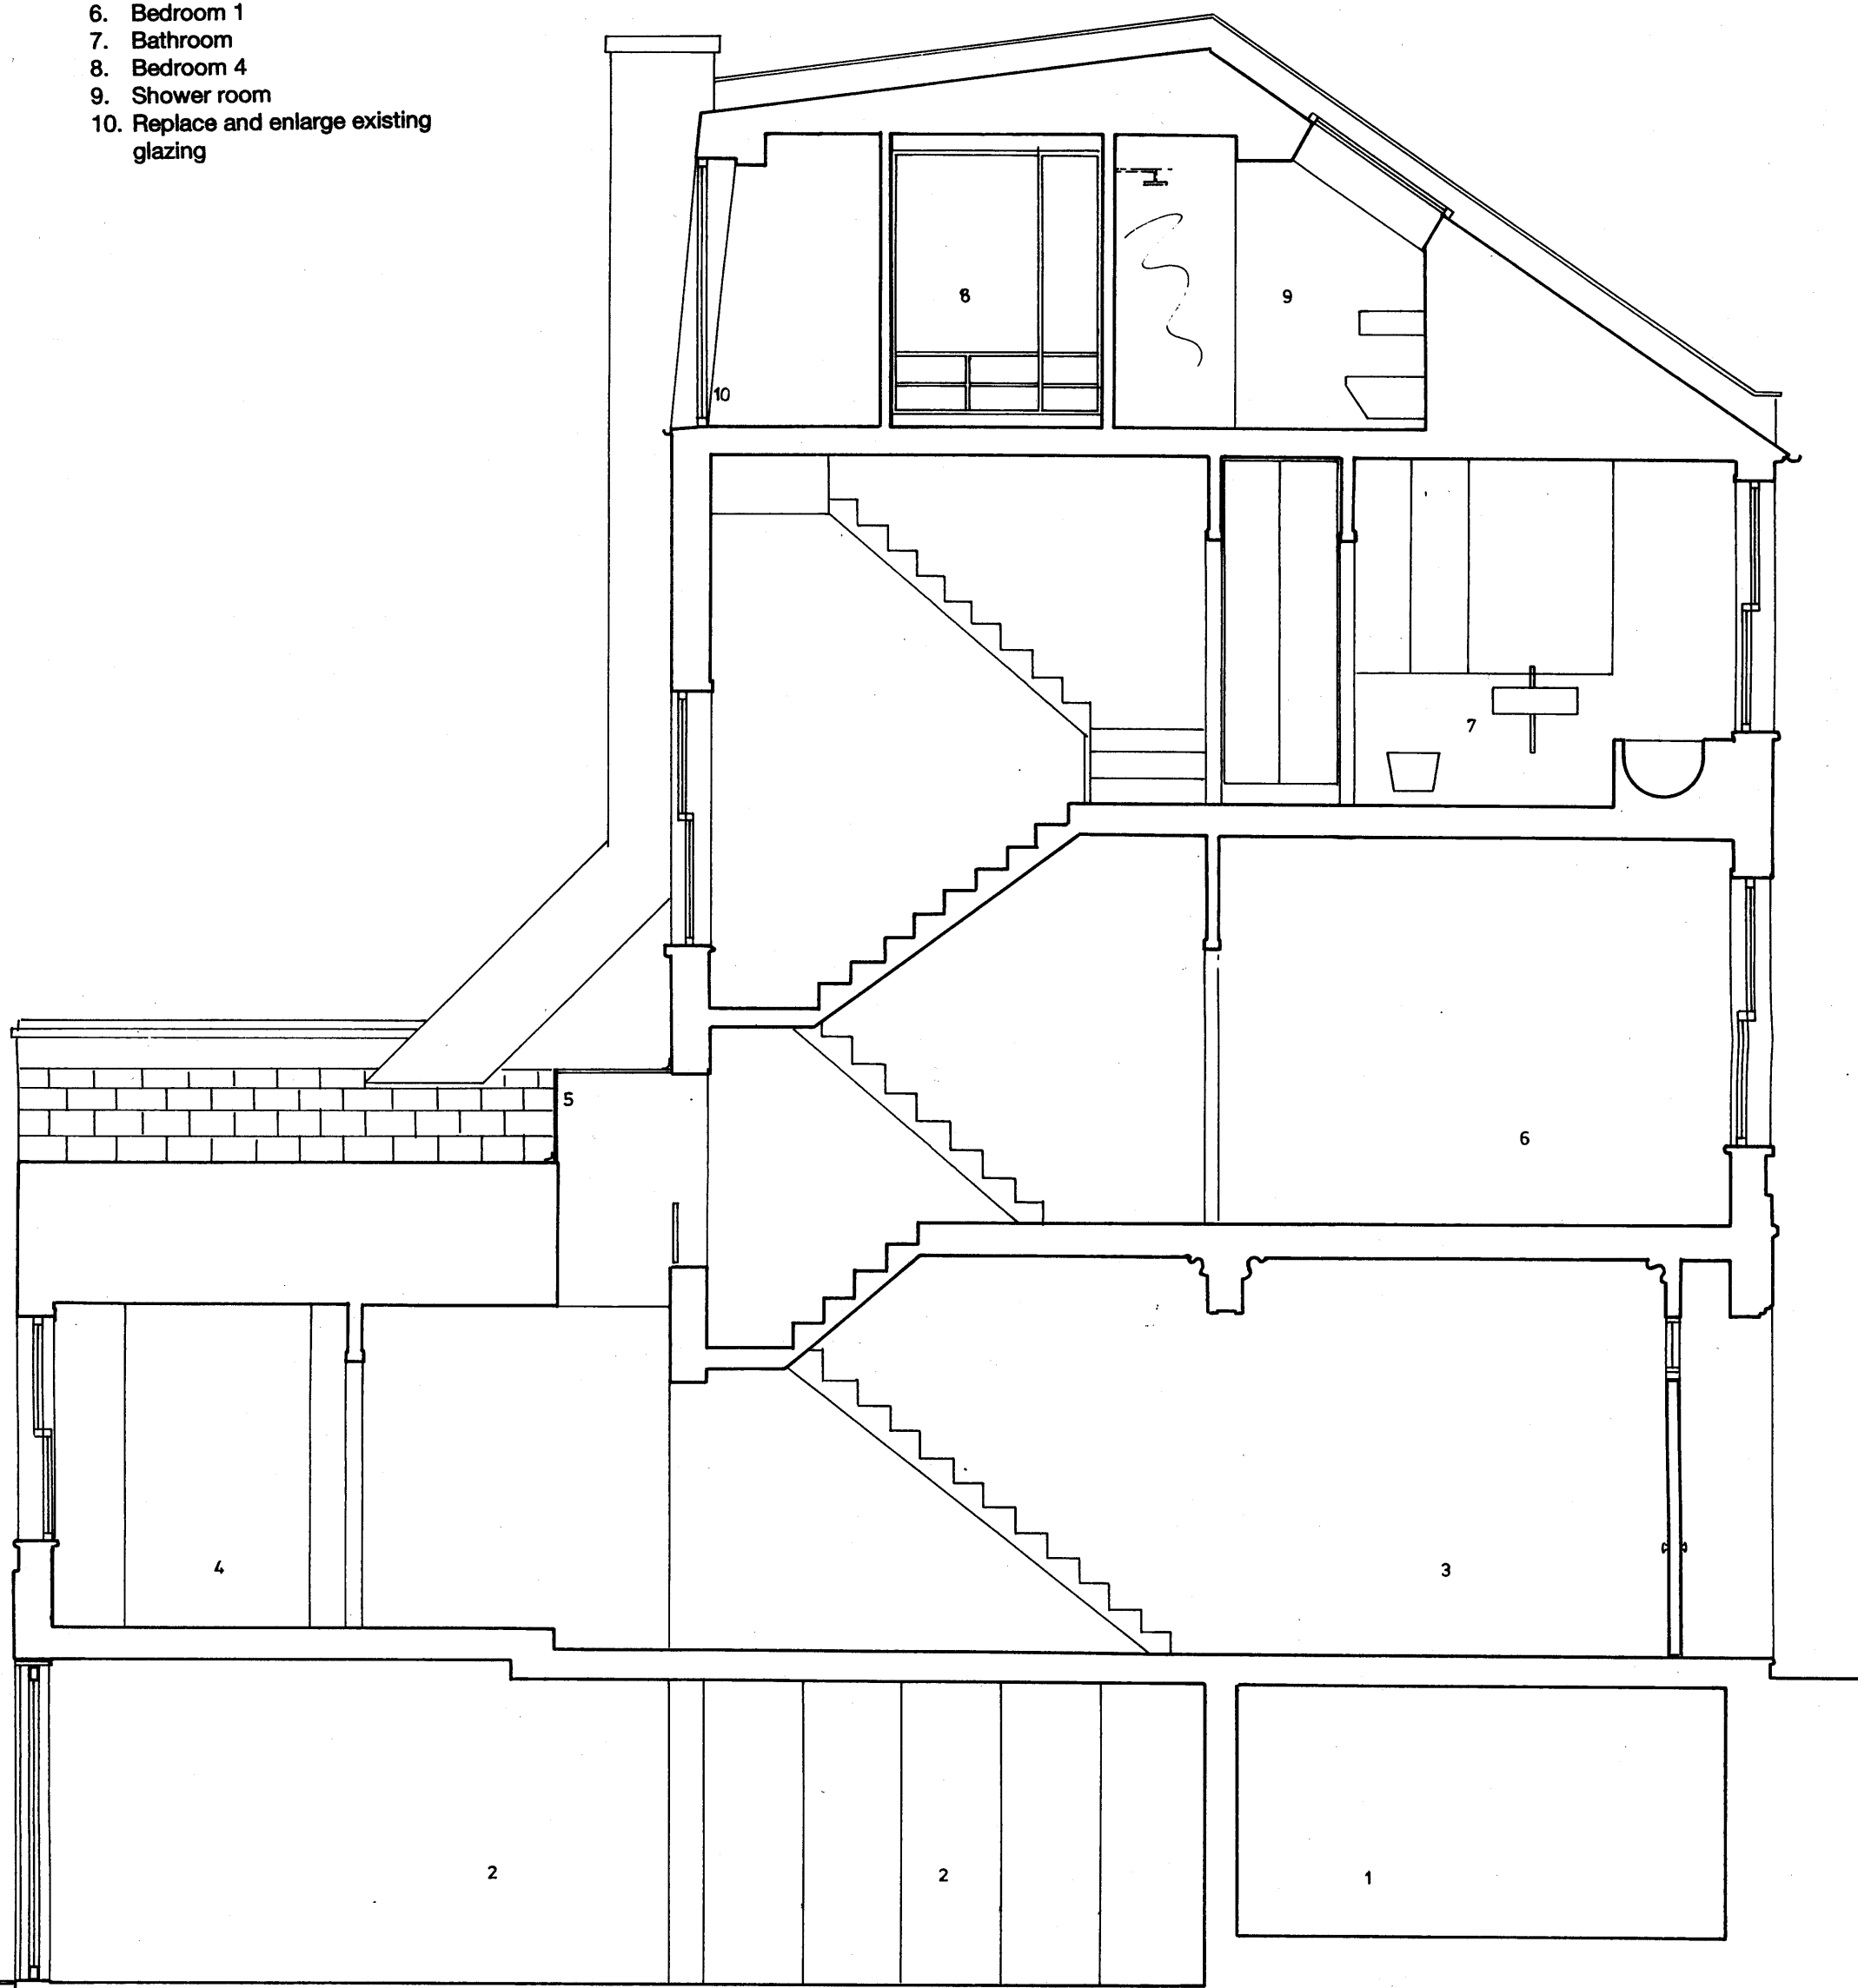 6. Bedroom 1
7. Bathroom
8. Bedroom 4
9. Shower room
10. Replace and enlarge existing
glazing
8
9
10
7
5
6
4
3
2
2
1